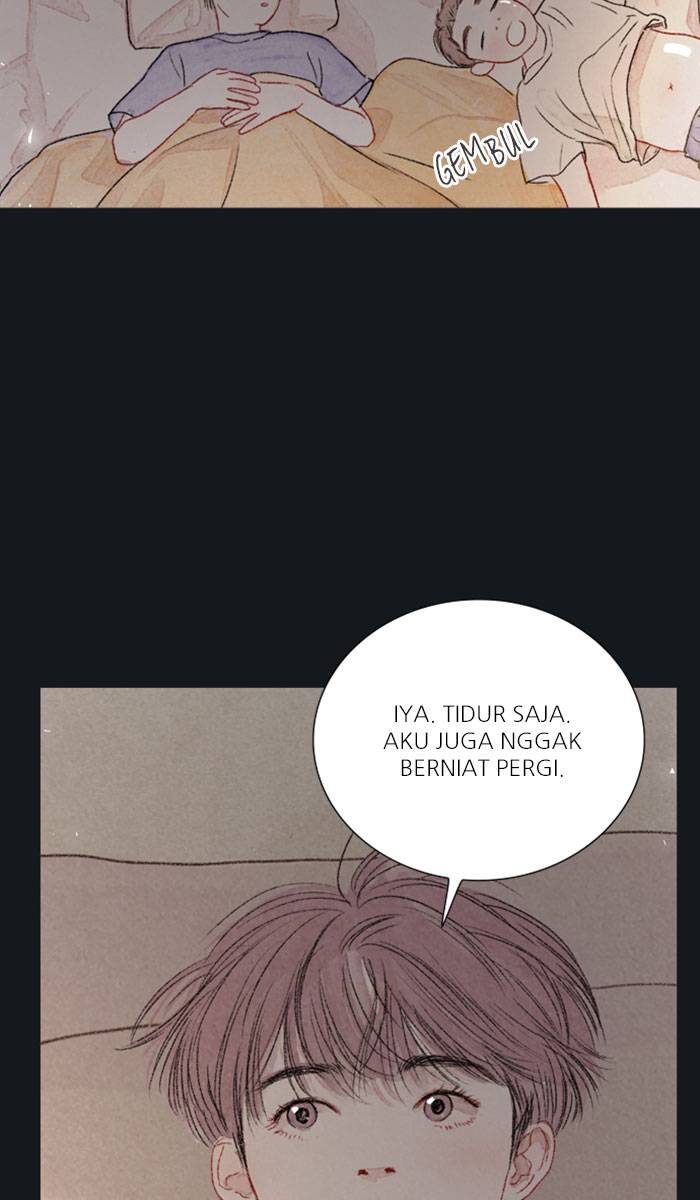 GEMBUL
IYA. TIDUR SAJA.
AKU JUGA NGGAK
BERNIAT PERGI.